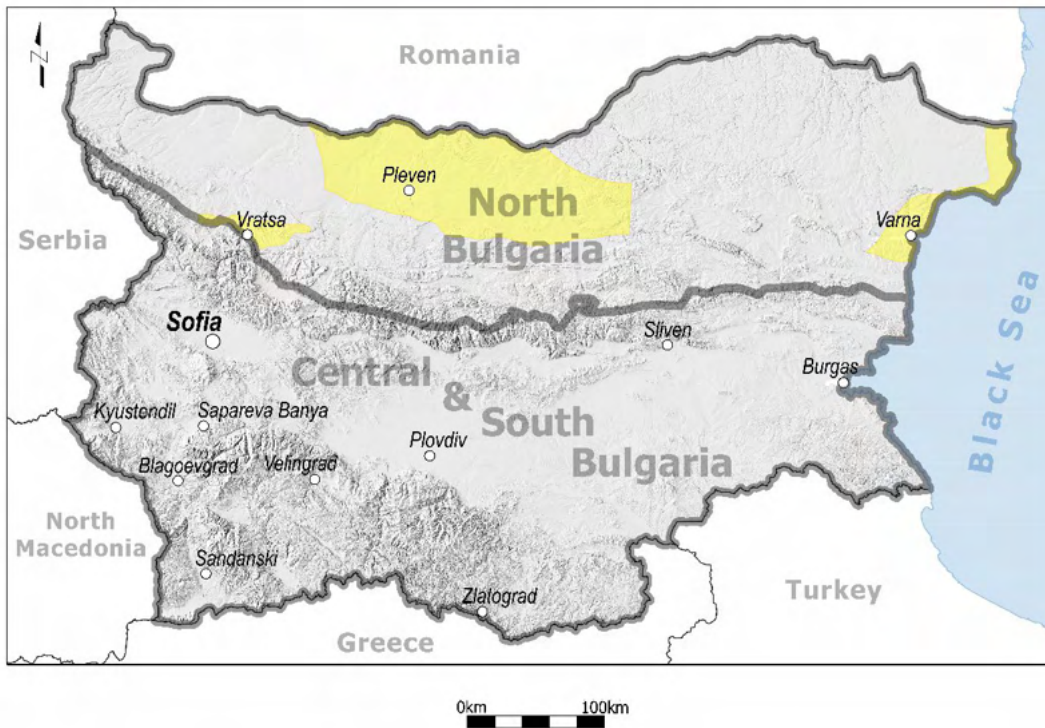 Romania
N
Pleven
North
Bulgaria
Vratsa
Varna
Serbia
Sofia
Sliven
Black Sea
Central
&
South
Bulgaria
Burgas
Kyustendil
Sapareva Banya
Plovdiv
Blagoevgrad
Velingrad
North
Macedonia
Sandanski
Zlatograd
Turkey
Greece
0km
100km